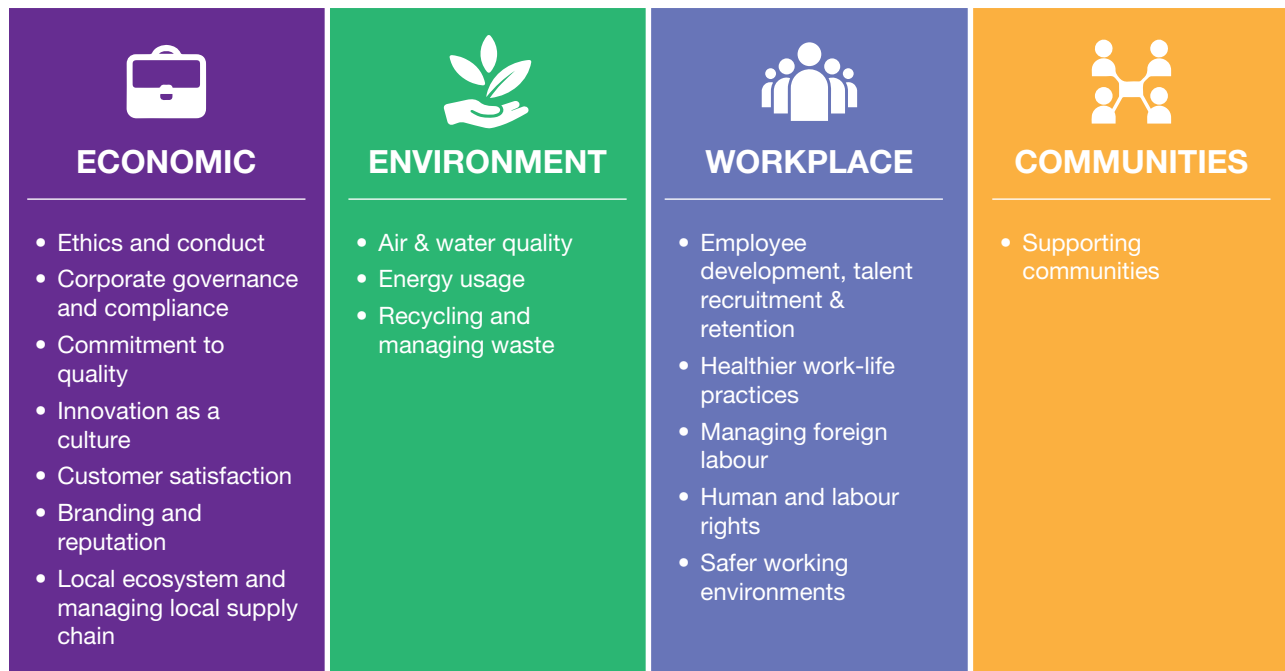 ECONOMIC
• Ethics and conduct
• Corporate governance
and compliance
• Commitment to
quality
• Innovation as a
culture
• Customer satisfaction
• Branding and
reputation
• Local ecosystem and
managing local supply
chain
ENVIRONMENT
• Air & water quality
• Energy usage
• Recycling and
managing waste
WORKPLACE
• Employee
development, talent
recruitment &
retention
• Healthier work-life
practices
• Managing foreign
labour
• Human and labour
rights
• Safer working
environments
COMMUNITIES
• Supporting
communities